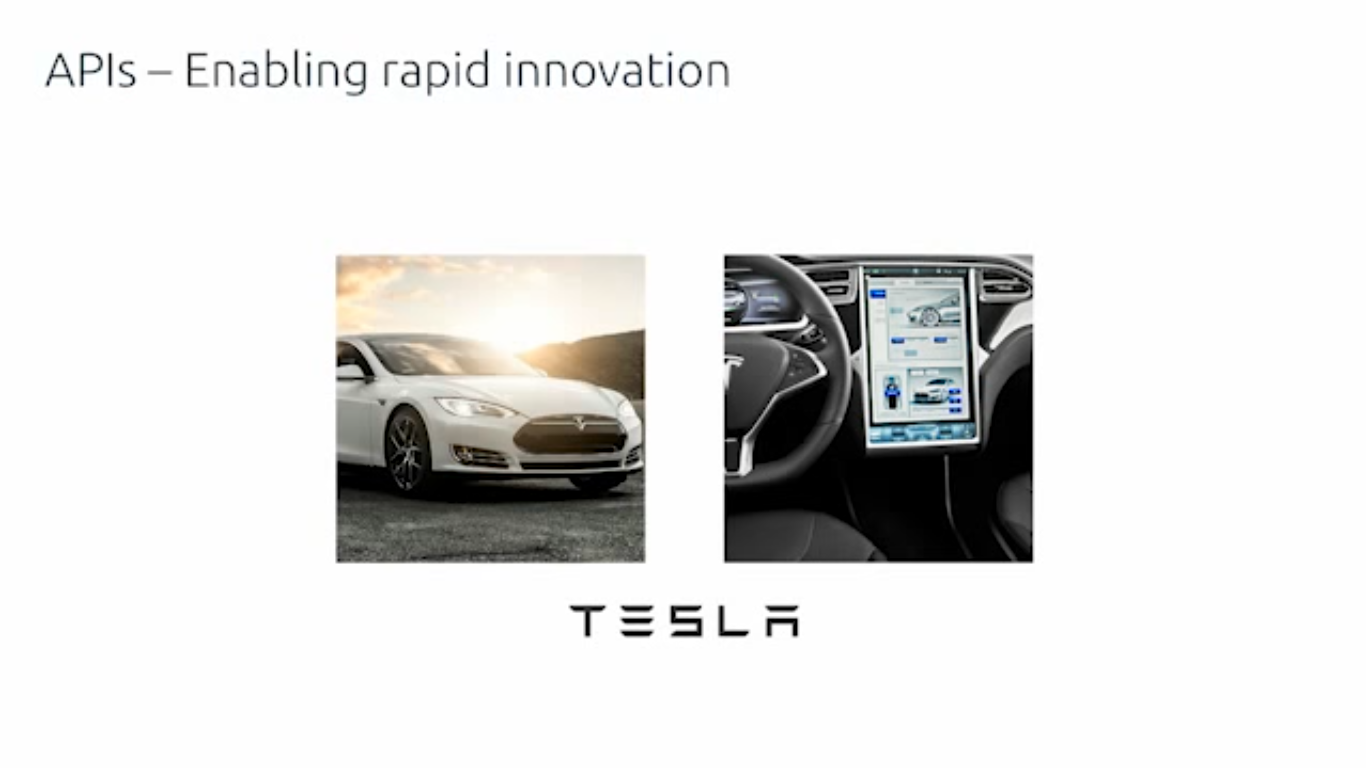 APIs – Enabling rapid innovation
TESLA